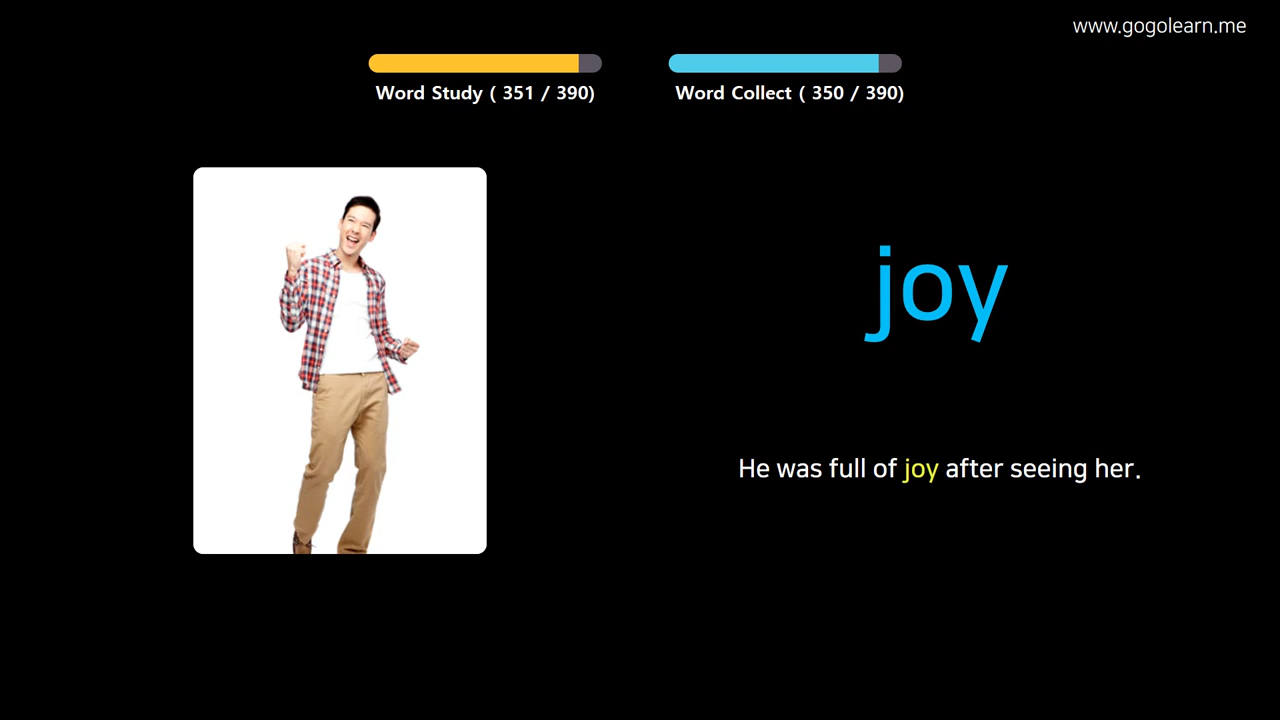 www.gogolearn.me
Word Study ( 351 / 390)
Word Collect ( 350 / 390)
joy
He was full of joy after seeing her.